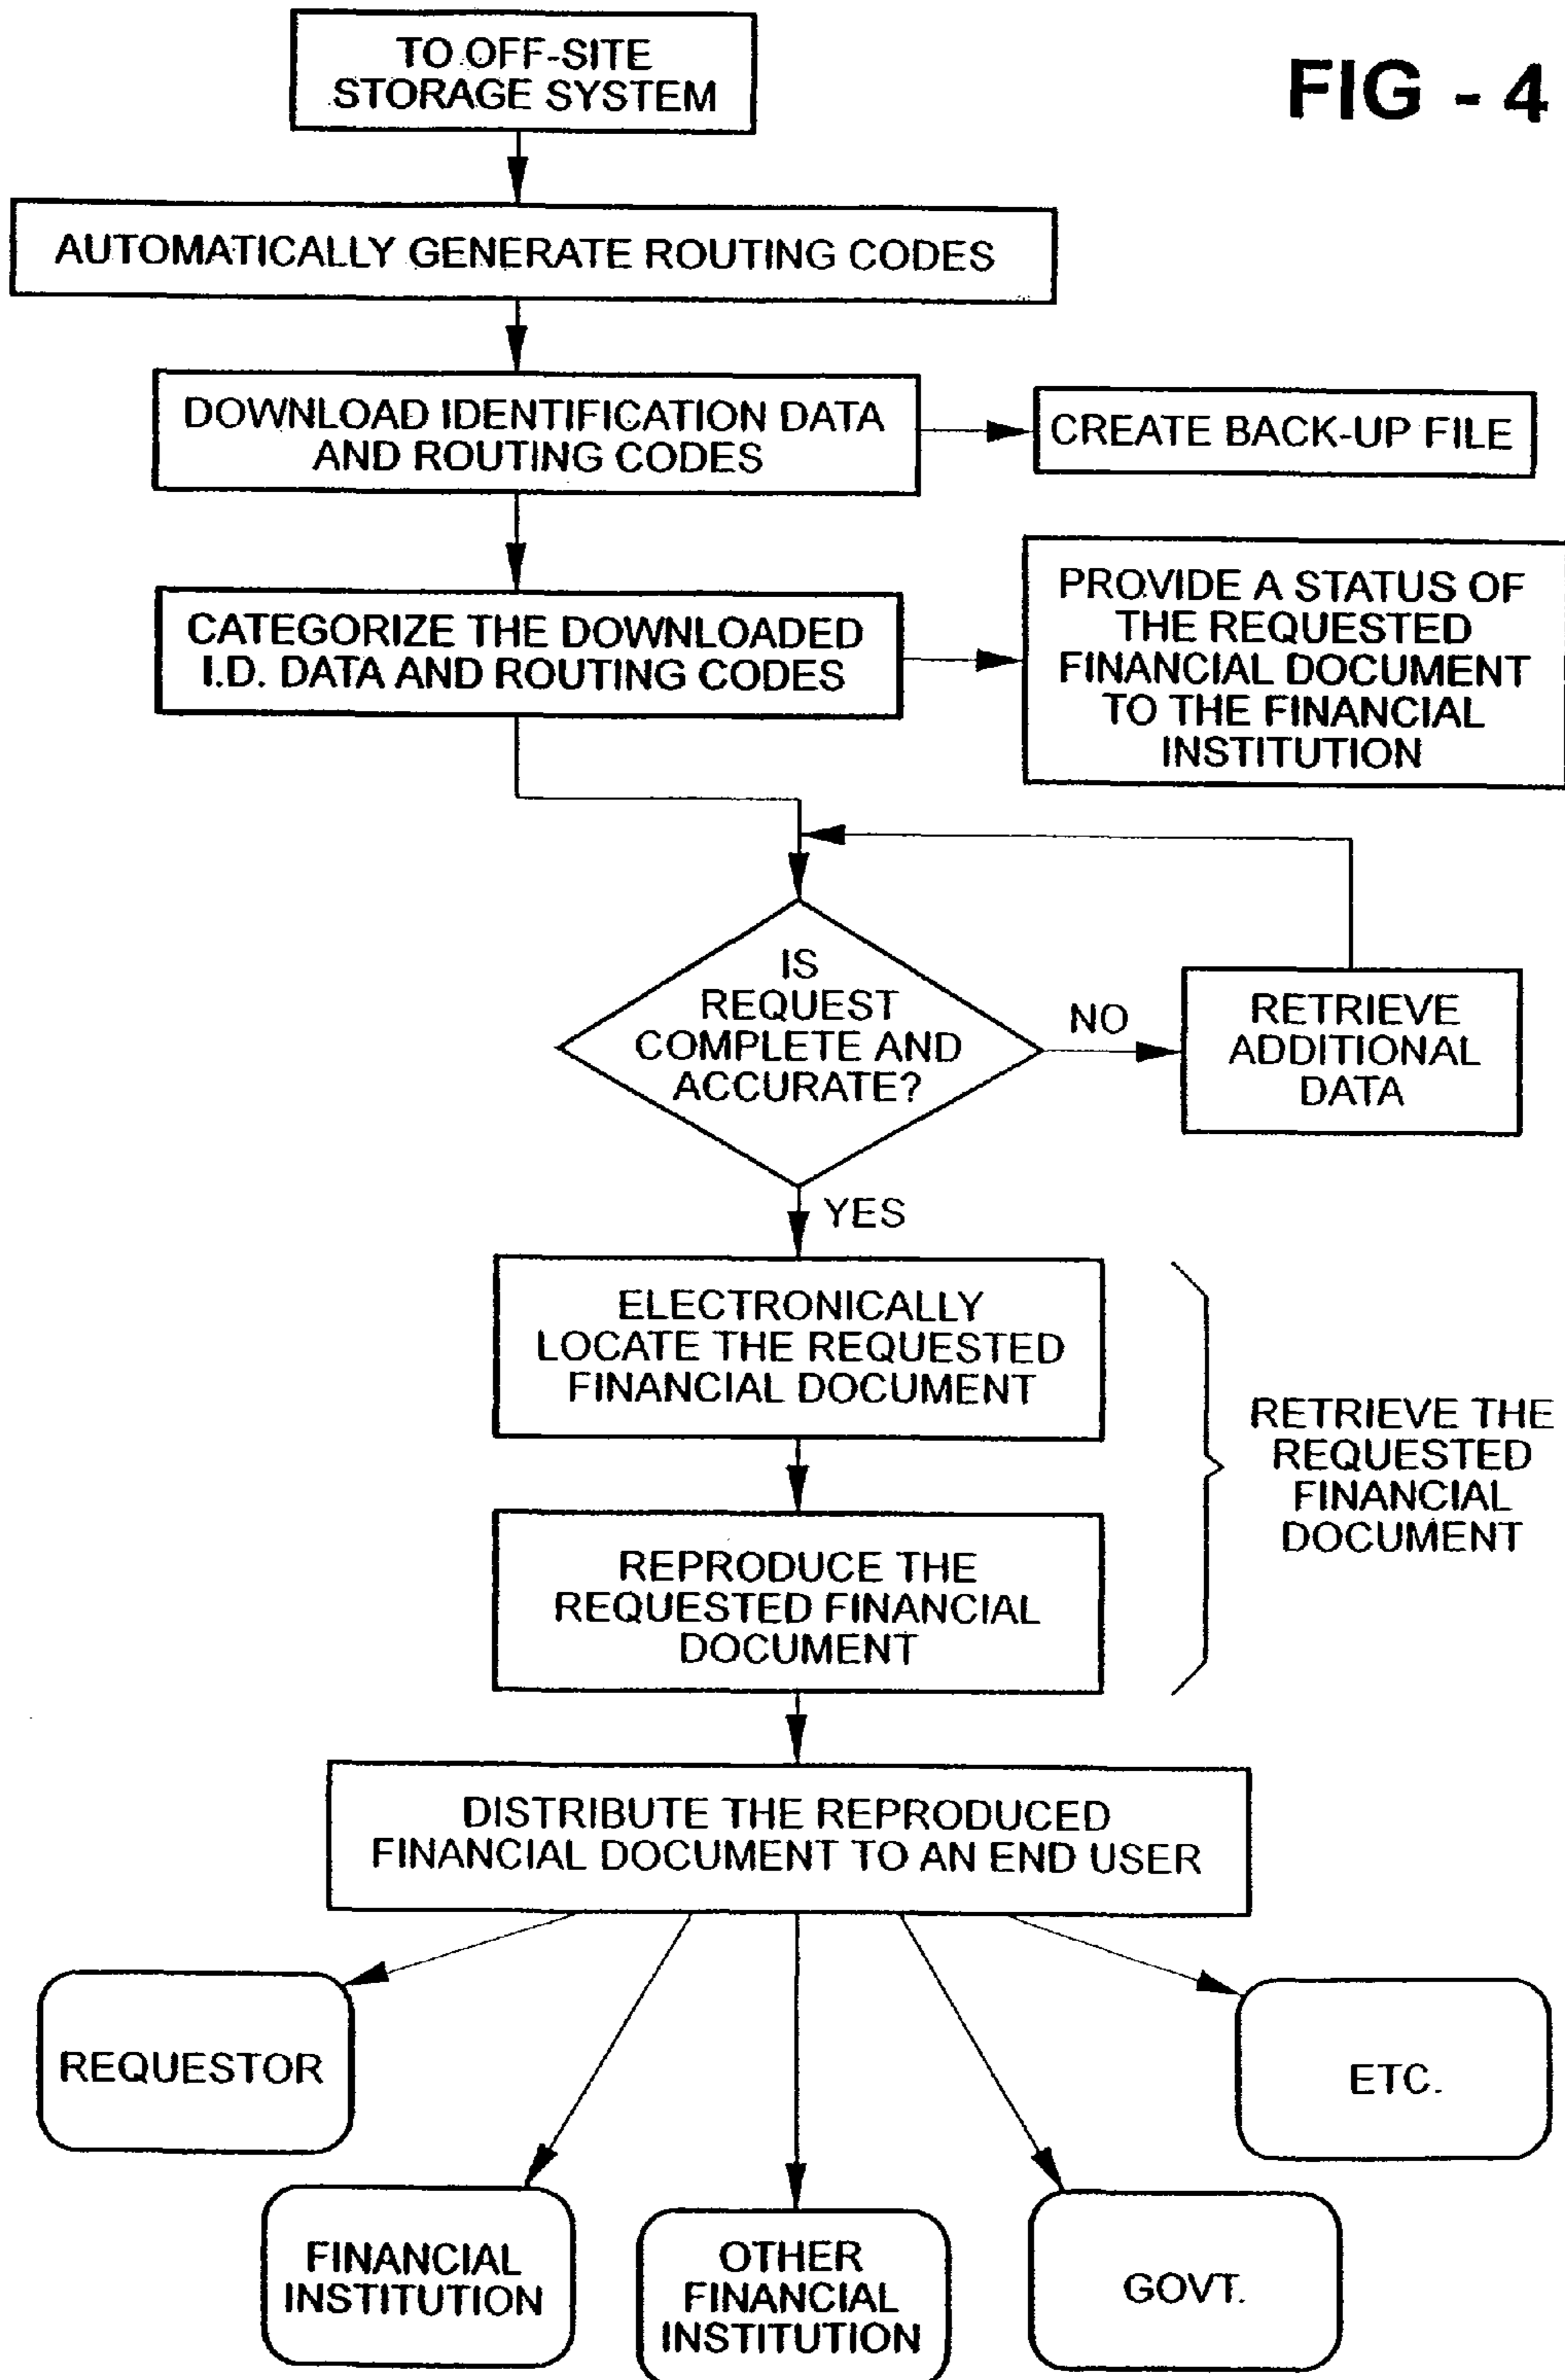 FIG - 4
TO OFF-SITE
STORAGE SYSTEM
AUTOMATICALLY GENERATE ROUTING CODES
DOWNLOAD IDENTIFICATION DATA
AND ROUTING CODES
CREATE BACK-UP FILE
CATEGORIZE THE DOWNLOADED
I.D. DATA AND ROUTING CODES
PROVIDE A STATUS OF
THE REQUESTED
FINANCIAL DOCUMENT
TO THE FINANCIAL
INSTITUTION
IS
REQUEST
COMPLETE AND
ACCURATE?
NO
RETRIEVE
ADDITIONAL
DATA
YES
ELECTRONICALLY
LOCATE THE REQUESTED
FINANCIAL DOCUMENT
REPRODUCE THE
REQUESTED FINANCIAL
DOCUMENT
RETRIEVE THE
REQUESTED
FINANCIAL
DOCUMENT
DISTRIBUTE THE REPRODUCED
FINANCIAL DOCUMENT TO AN END USER
REQUESTOR
FINANCIAL
INSTITUTION
OTHER
FINANCIAL
INSTITUTION
GOVT.
ETC.